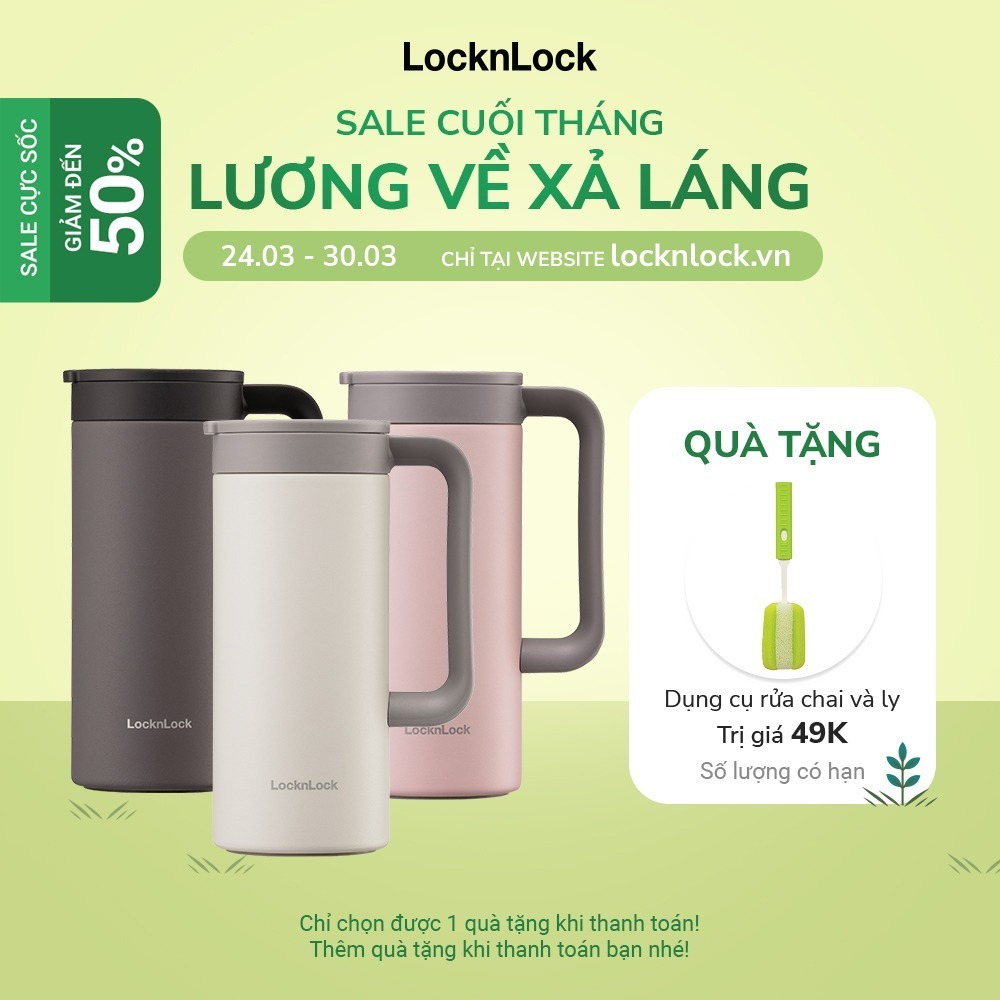 LocknLock
SALE CỰC SỐC
GIẢM ĐẾN
50%
SALE CUỐI THÁNG
LƯƠNG VỀ XẢ LÁNG
24.03 - 30.03 CHỈ TẠI WEBSITE locknlock.vn
QUÀ TẶNG
Dụng cụ rửa chai và ly
Trị giá 49K
Số lượng có hạn
LocknLock
LocknLock
LocknLock
Chỉ chọn được 1 quà tặng khi thanh toán!
Thêm quà tặng khi thanh toán bạn nhé!